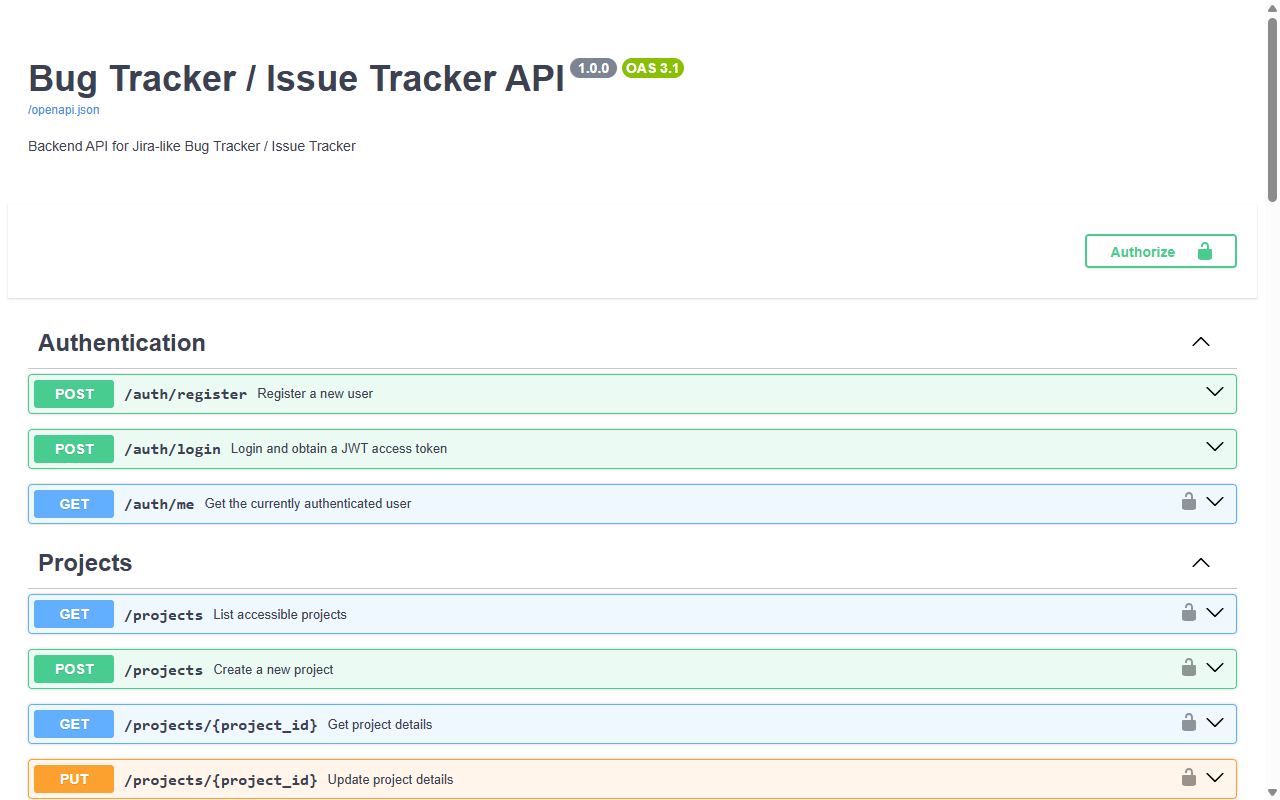 Bug Tracker / Issue Tracker API 1.0.0 OAS 3.1
/openapi.json
Backend API for Jira-like Bug Tracker / Issue Tracker
Authorize
Authentication
POST /auth/register Register a new user
POST /auth/login Login and obtain a JWT access token
GET /auth/me Get the currently authenticated user
Projects
GET /projects List accessible projects
POST /projects Create a new project
GET /projects/{project_id} Get project details
PUT /projects/{project_id} Update project details